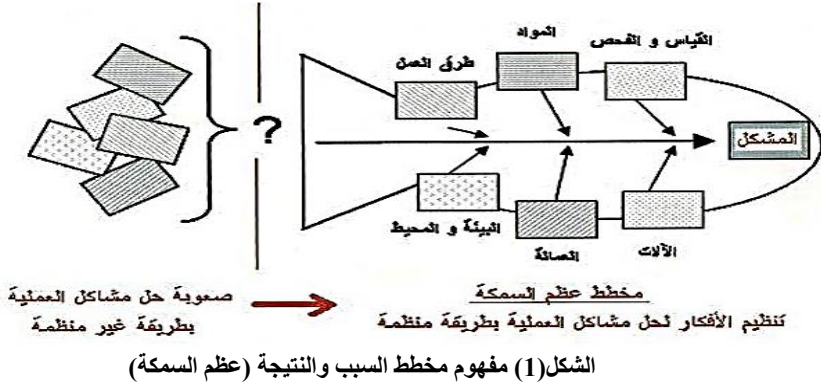 المواد
القياس و الفحص
طرق العمل
?
المشكل
البيئة و المحيط
العمالة
الآلات
مخطط عظم السمكة
تنظيم الأفكار لحل مشاكل العملية بطريقة منظمة
صعوبة حل مشاكل العملية
بطريقة غير منظمة
الشكل(1) مفهوم مخطط السبب والنتيجة (عظم السمكة)